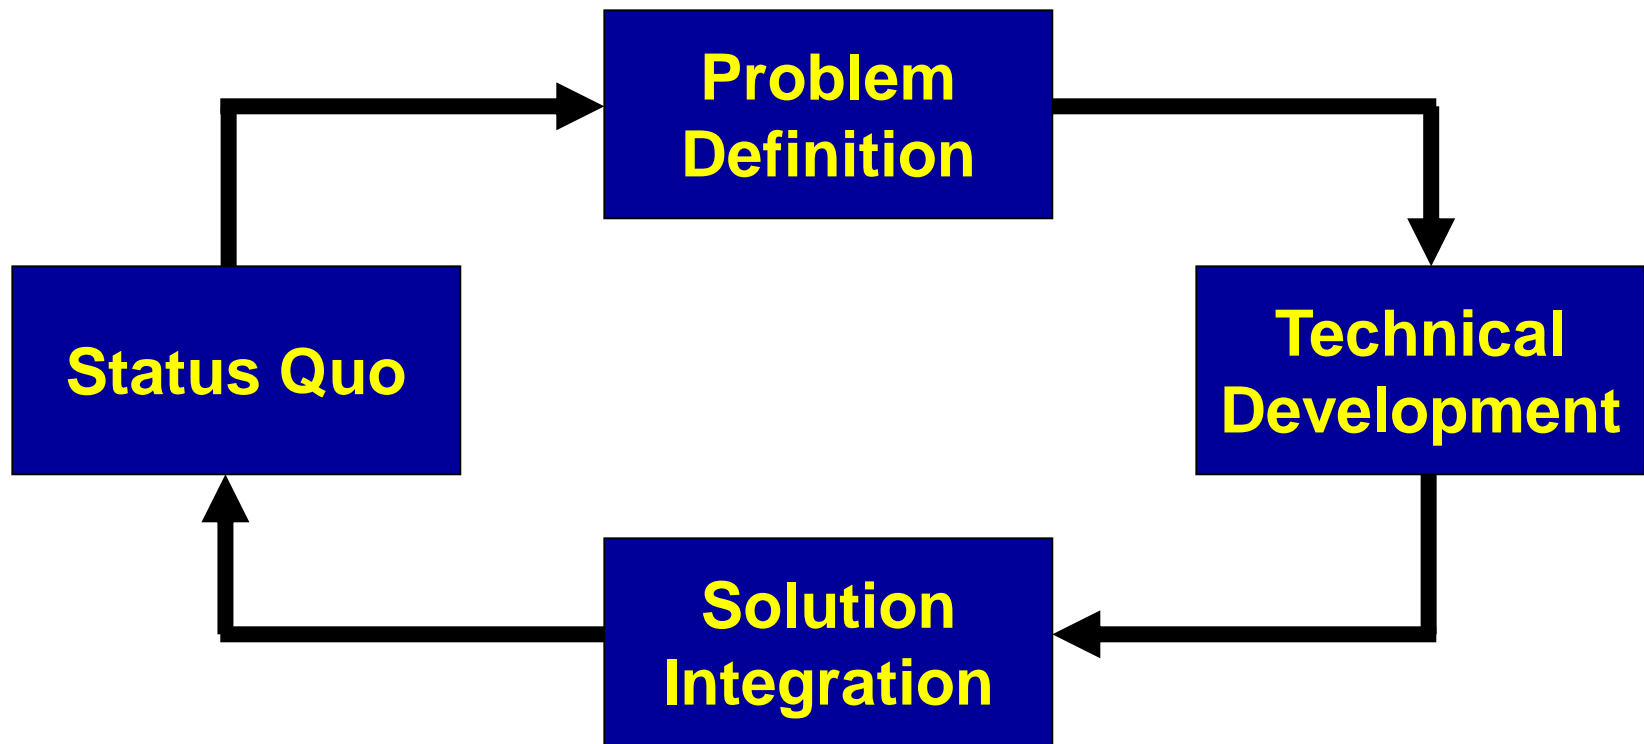 Problem
Definition
Status Quo
Technical
Development
Solution
Integration